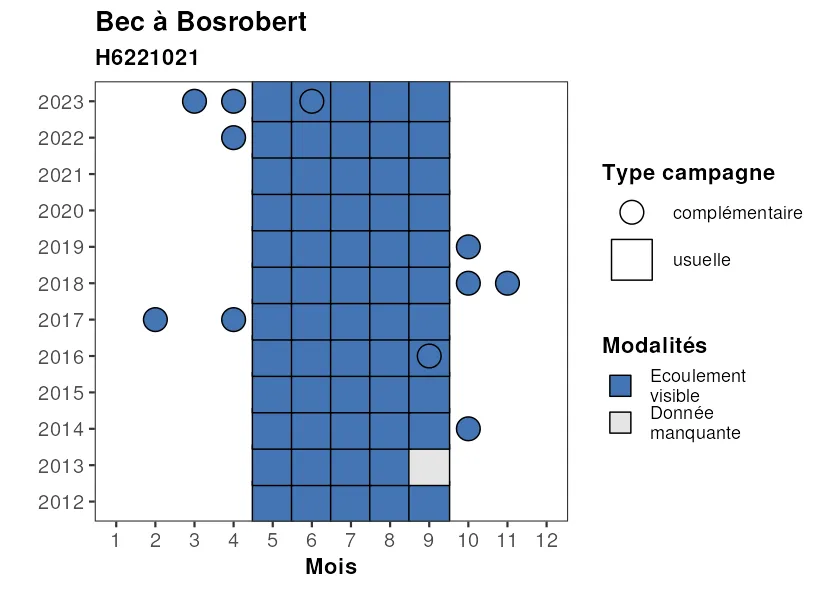 Bec à Bosrobert
H6221021
2023
2022
2021
2020
2019
2018
2017
2016
2015
2014
2013
2012
1 2 3 4 5 6 7 8 9 10 11 12
Mois
Type campagne
complémentaire
usuelle
Modalités
Ecoulement
visible
Donnée
manquante